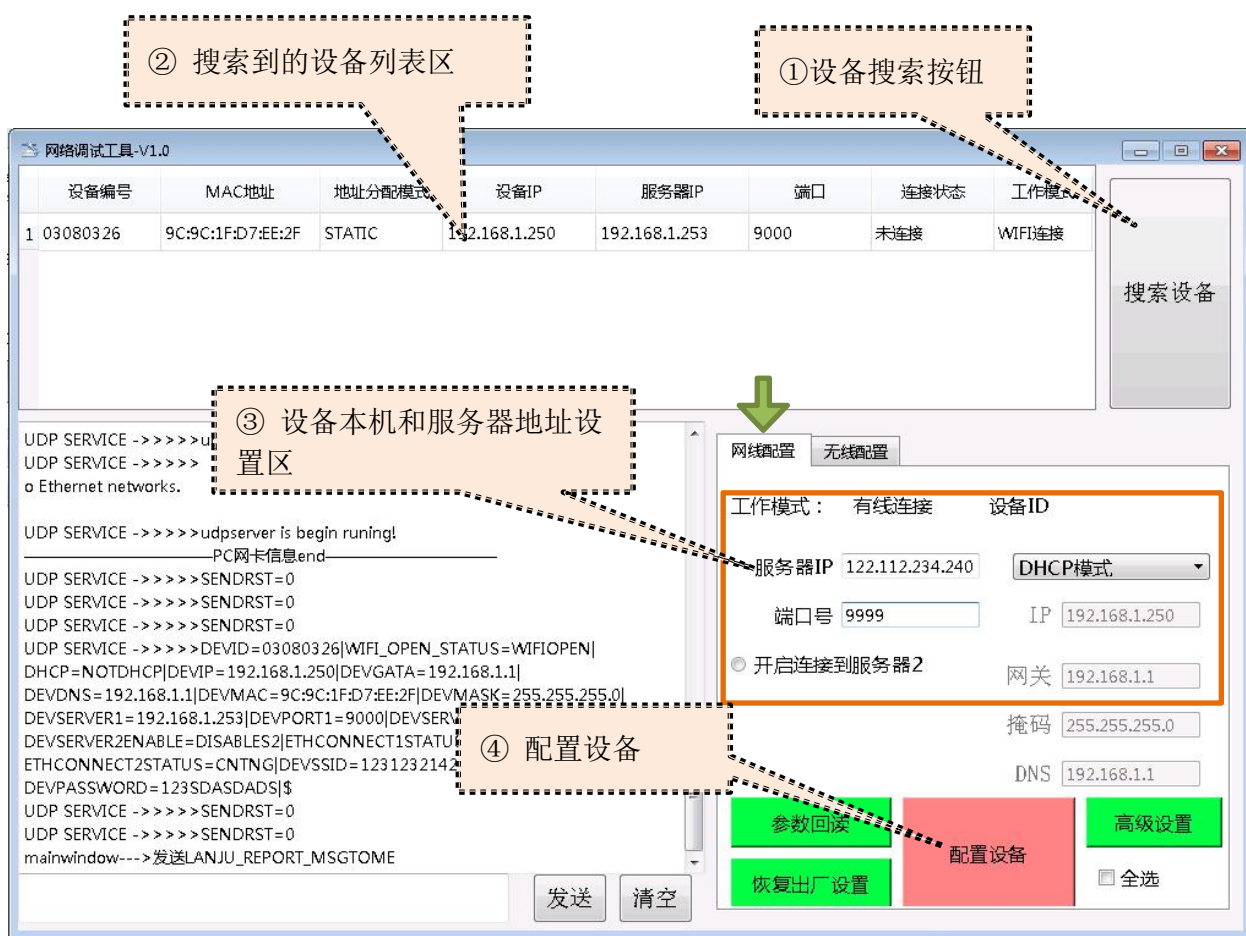 ② 搜索到的设备列表区
①设备搜索按钮
网络调试工具-V1.0
设备编号 MAC地址 地址分配模式 设备IP 服务器IP 端口 连接状态 工作模式
1 03080326 9C:9C:1F:D7:EE:2F STATIC 192.168.1.250 192.168.1.253 9000 未连接 WIFI连接
搜索设备
③ 设备本机和服务器地址设
置区
UDP SERVICE ->>>>>u
UDP SERVICE ->>>>>
o Ethernet networks.
UDP SERVICE ->>>>>udpserver is begin runing!
————————PC网卡信息end————————
UDP SERVICE ->>>>>SENDRST=0
UDP SERVICE ->>>>>SENDRST=0
UDP SERVICE ->>>>>SENDRST=0
UDP SERVICE ->>>>>DEVID=03080326|WIFI_OPEN_STATUS=WIFIOPEN|
DHCP=NOTDHCP|DEVIP=192.168.1.250|DEVGATA=192.168.1.1|
DEVDNS=192.168.1.1|DEVMAC=9C:9C:1F:D7:EE:2F|DEVMASK=255.255.255.0|
DEVSERVER1=192.168.1.253|DEVPORT1=9000|DEVSERV
DEVSERVER2ENABLE=DISABLES2|ETHCONNECT1STATU
ETHCONNECT2STATUS=CNTNG|DEVSSID=1231232142
DEVPASSWORD=123SDASDADS|$
UDP SERVICE ->>>>>SENDRST=0
UDP SERVICE ->>>>>SENDRST=0
mainwindow--->发送LANJU_REPORT_MSGTOME
发送 清空
网线配置 无线配置
工作模式： 有线连接 设备ID
服务器IP 122.112.234.240 DHCP模式
端口号 9999 IP 192.168.1.250
开启连接到服务器2 网关 192.168.1.1
掩码 255.255.255.0
DNS 192.168.1.1
④ 配置设备
参数回读 配置设备 高级设置
恢复出厂设置 全选